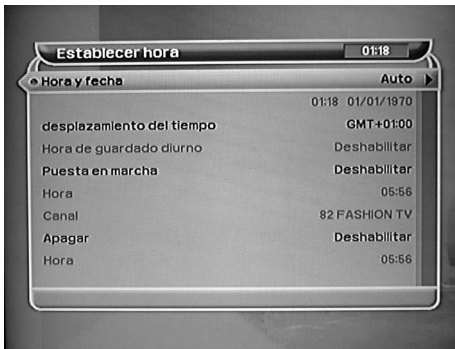 Establecer hora 01:18
Hora y fecha Auto
01:18 01/01/1970
desplazamiento del tiempo GMT+01:00
Hora de guardado diurno Deshabilitar
Puesta en marcha Deshabilitar
Hora 05:56
Canal 82 FASHION TV
Apagar Deshabilitar
Hora 05:56